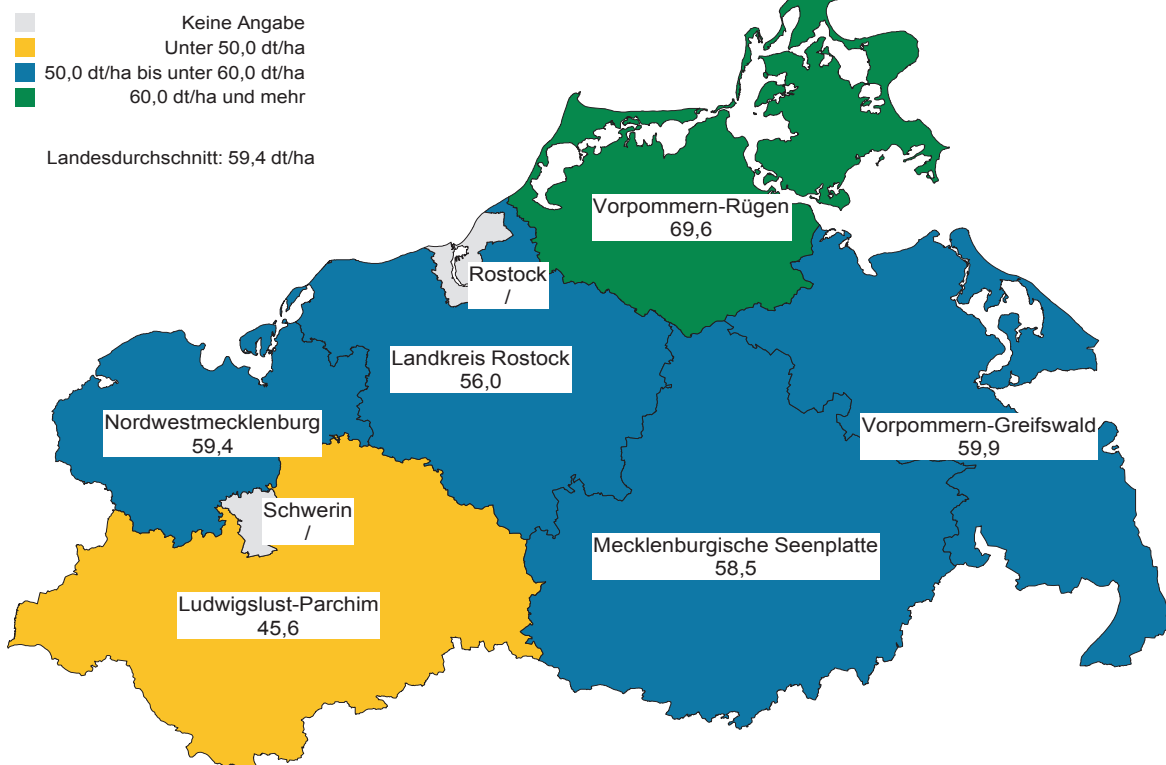 Keine Angabe
Unter 50,0 dt/ha
50,0 dt/ha bis unter 60,0 dt/ha
60,0 dt/ha und mehr
Landesdurchschnitt: 59,4 dt/ha
Vorpommern-Rügen
69,6
Rostock
/
Landkreis Rostock
56,0
Nordwestmecklenburg
59,4
Vorpommern-Greifswald
59,9
Schwerin
/
Mecklenburgische Seenplatte
58,5
Ludwigslust-Parchim
45,6